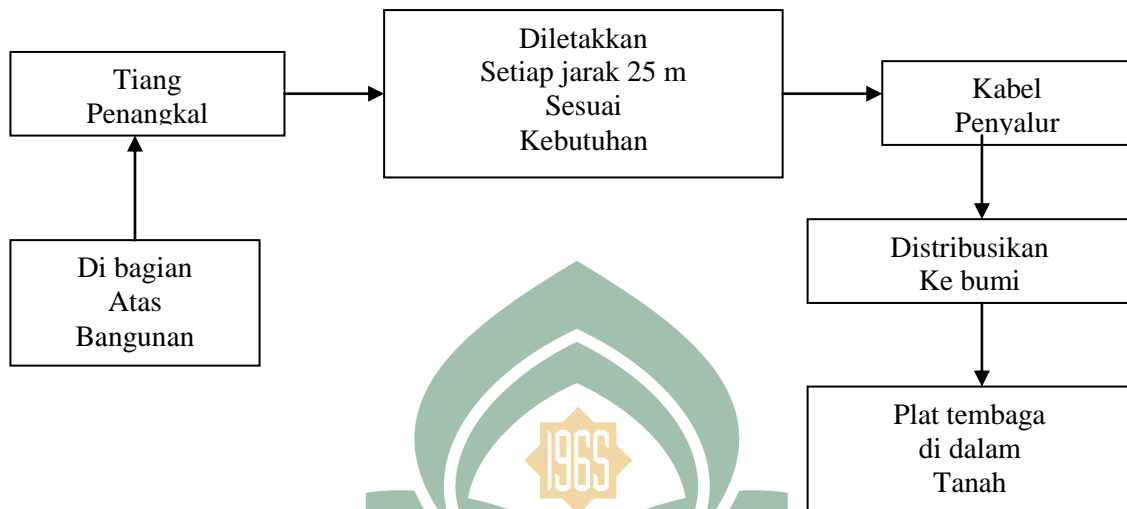 Tiang
Penangkal
Diletakkan
Setiap jarak 25 m
Sesuai
Kebutuhan
Kabel
Penyalur
Di bagian
Atas
Bangunan
Distribusikan
Ke bumi
Plat tembaga
di dalam
Tanah
1965